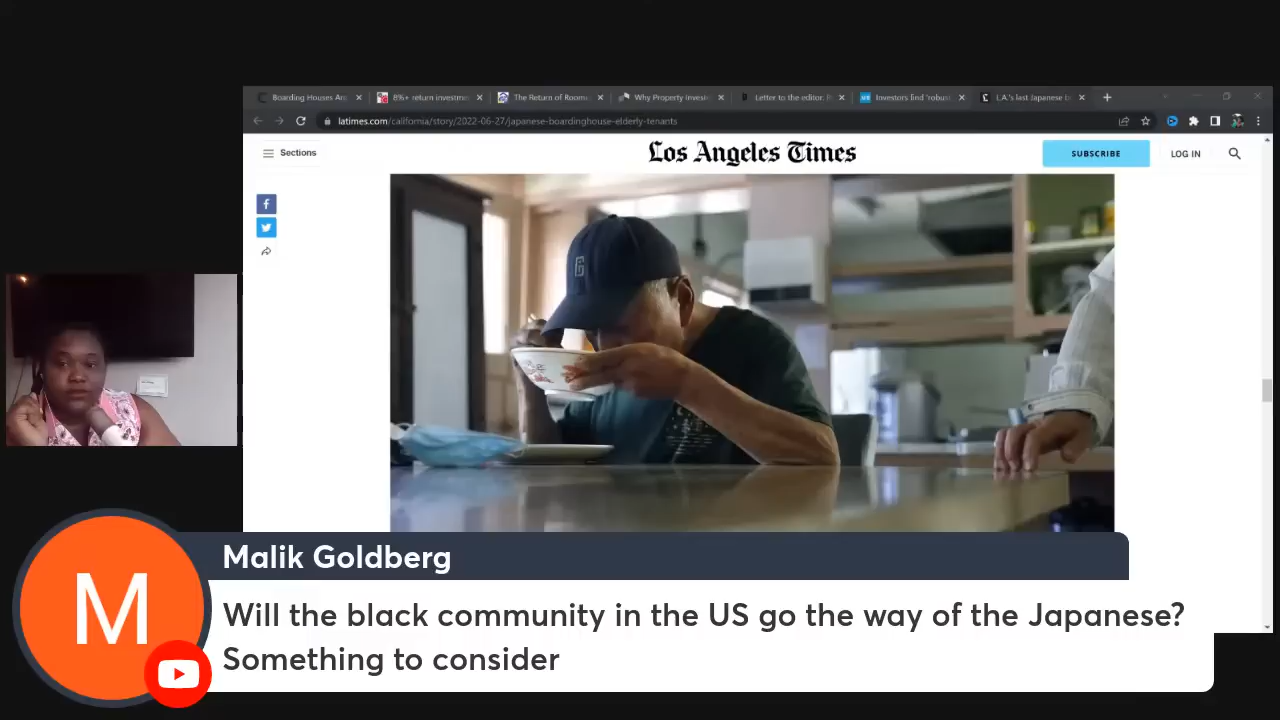 Boarding Houses An
8%+ return investme
The Return of Room
Why Property Invest
Letter to the editor:
Investors find 'robus
L.A.'s last Japanese b
latimes.com/california/story/2022-06-27/japanese-boardinghouse-elderly-tenants
Sections
Los Angeles Times
SUBSCRIBE
LOG IN
M
Malik Goldberg
Will the black community in the US go the way of the Japanese?
Something to consider